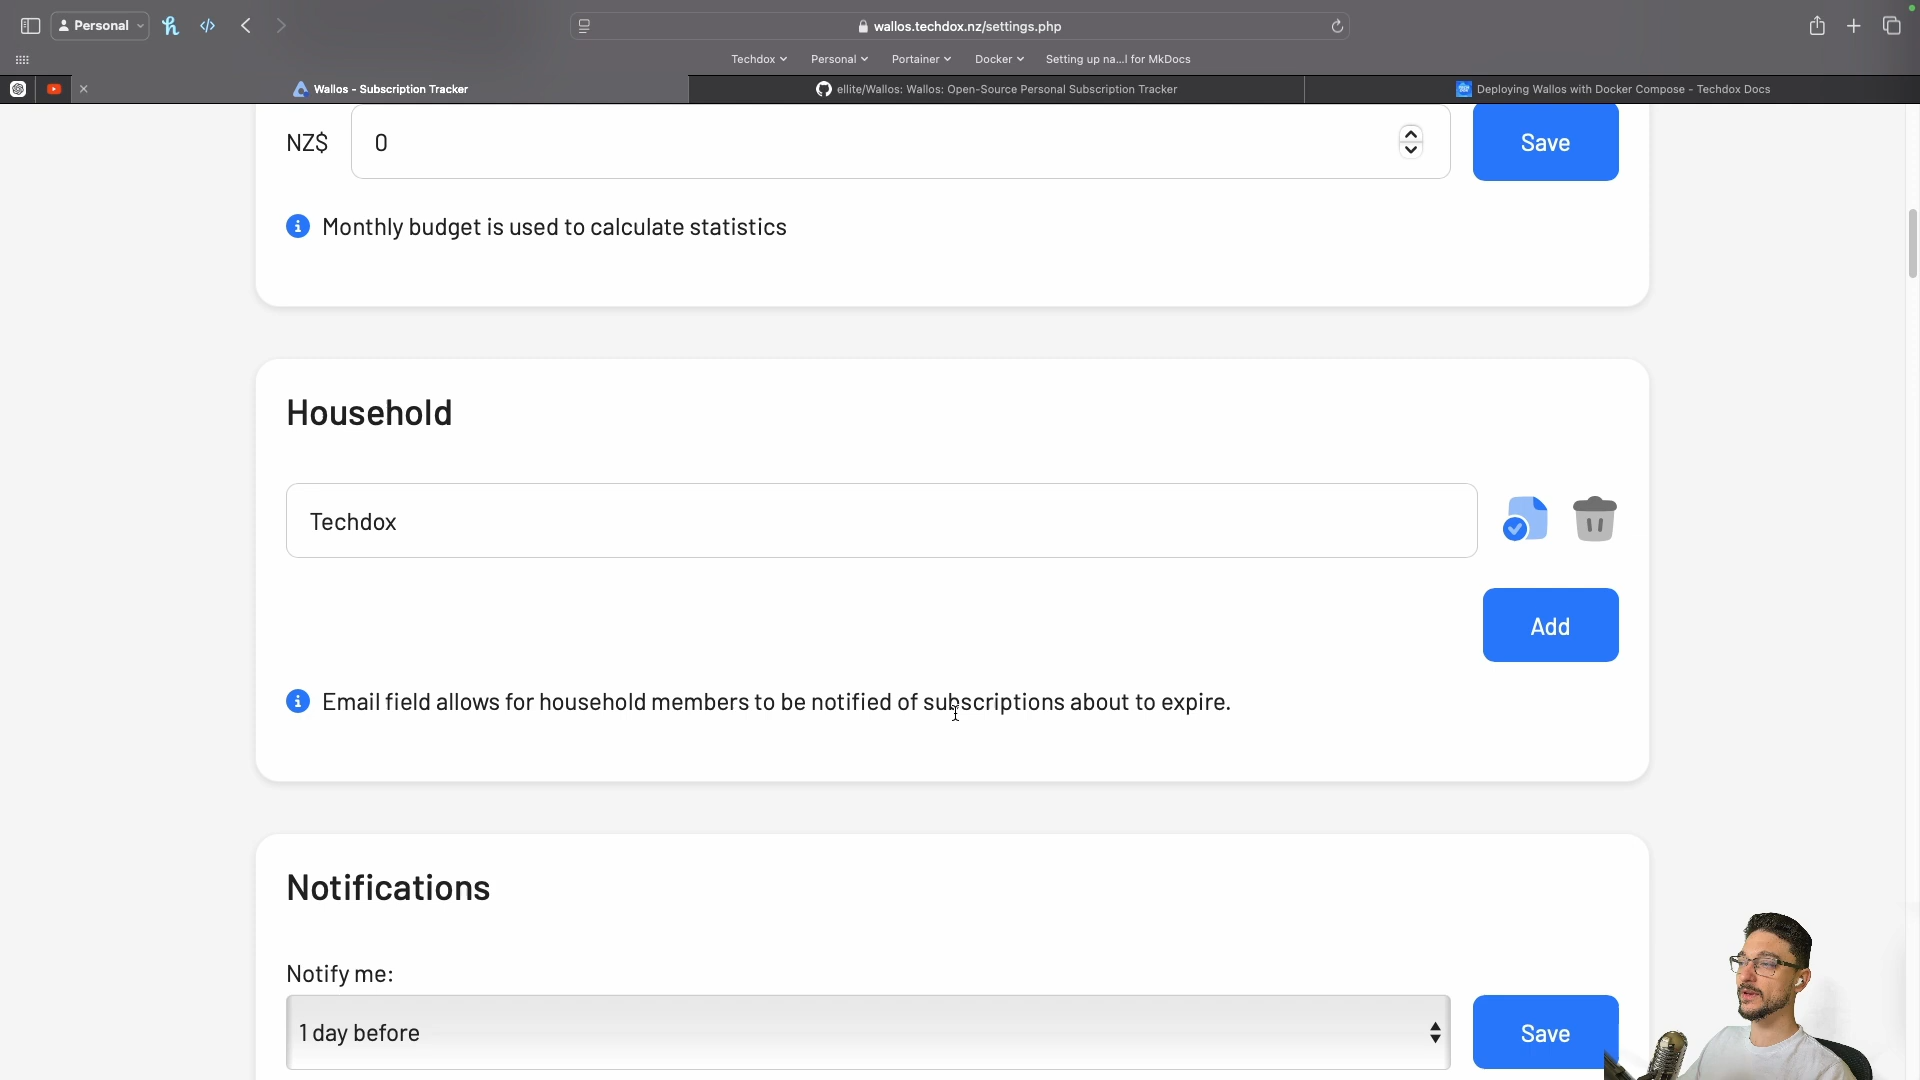 Personal
wallos.techdox.nz/settings.php
Techdox
Personal
Portainer
Docker
Setting up na...l for MkDocs
Wallos - Subscription Tracker
ellite/Wallos: Wallos: Open-Source Personal Subscription Tracker
Deploying Wallos with Docker Compose - Techdox Docs
NZ$
0
Save
Monthly budget is used to calculate statistics
Household
Techdox
Add
Email field allows for household members to be notified of subscriptions about to expire.
Notifications
Notify me:
1 day before
Save